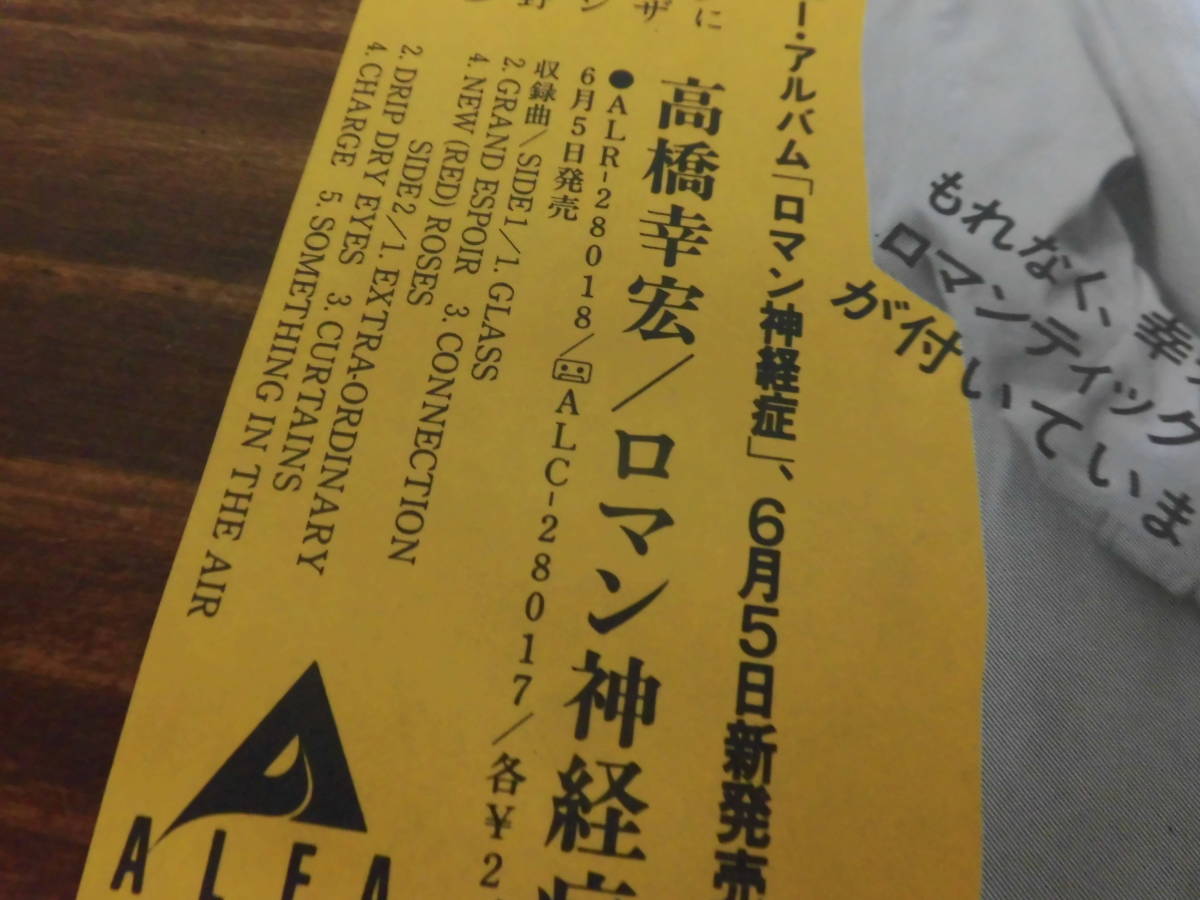 もれなく、幸
ロマンティック
が付いていま
ー・アルバム「ロマン神経症」、6月5日新発売
に
ザ
ン
野
高橋幸宏／ロマン神経
●ALR-28018／ALC-28017／各¥2
6月5日発売
収録曲／SIDE1／1. GLASS
2. GRAND ESPOIR 3. CONNECTION
4. NEW (RED) ROSES
SIDE2／1. EXTRA-ORDINARY
2. DRIP DRY EYES 3. CURTAINS
4. CHARGE 5. SOMETHING IN THE AIR
ALFA